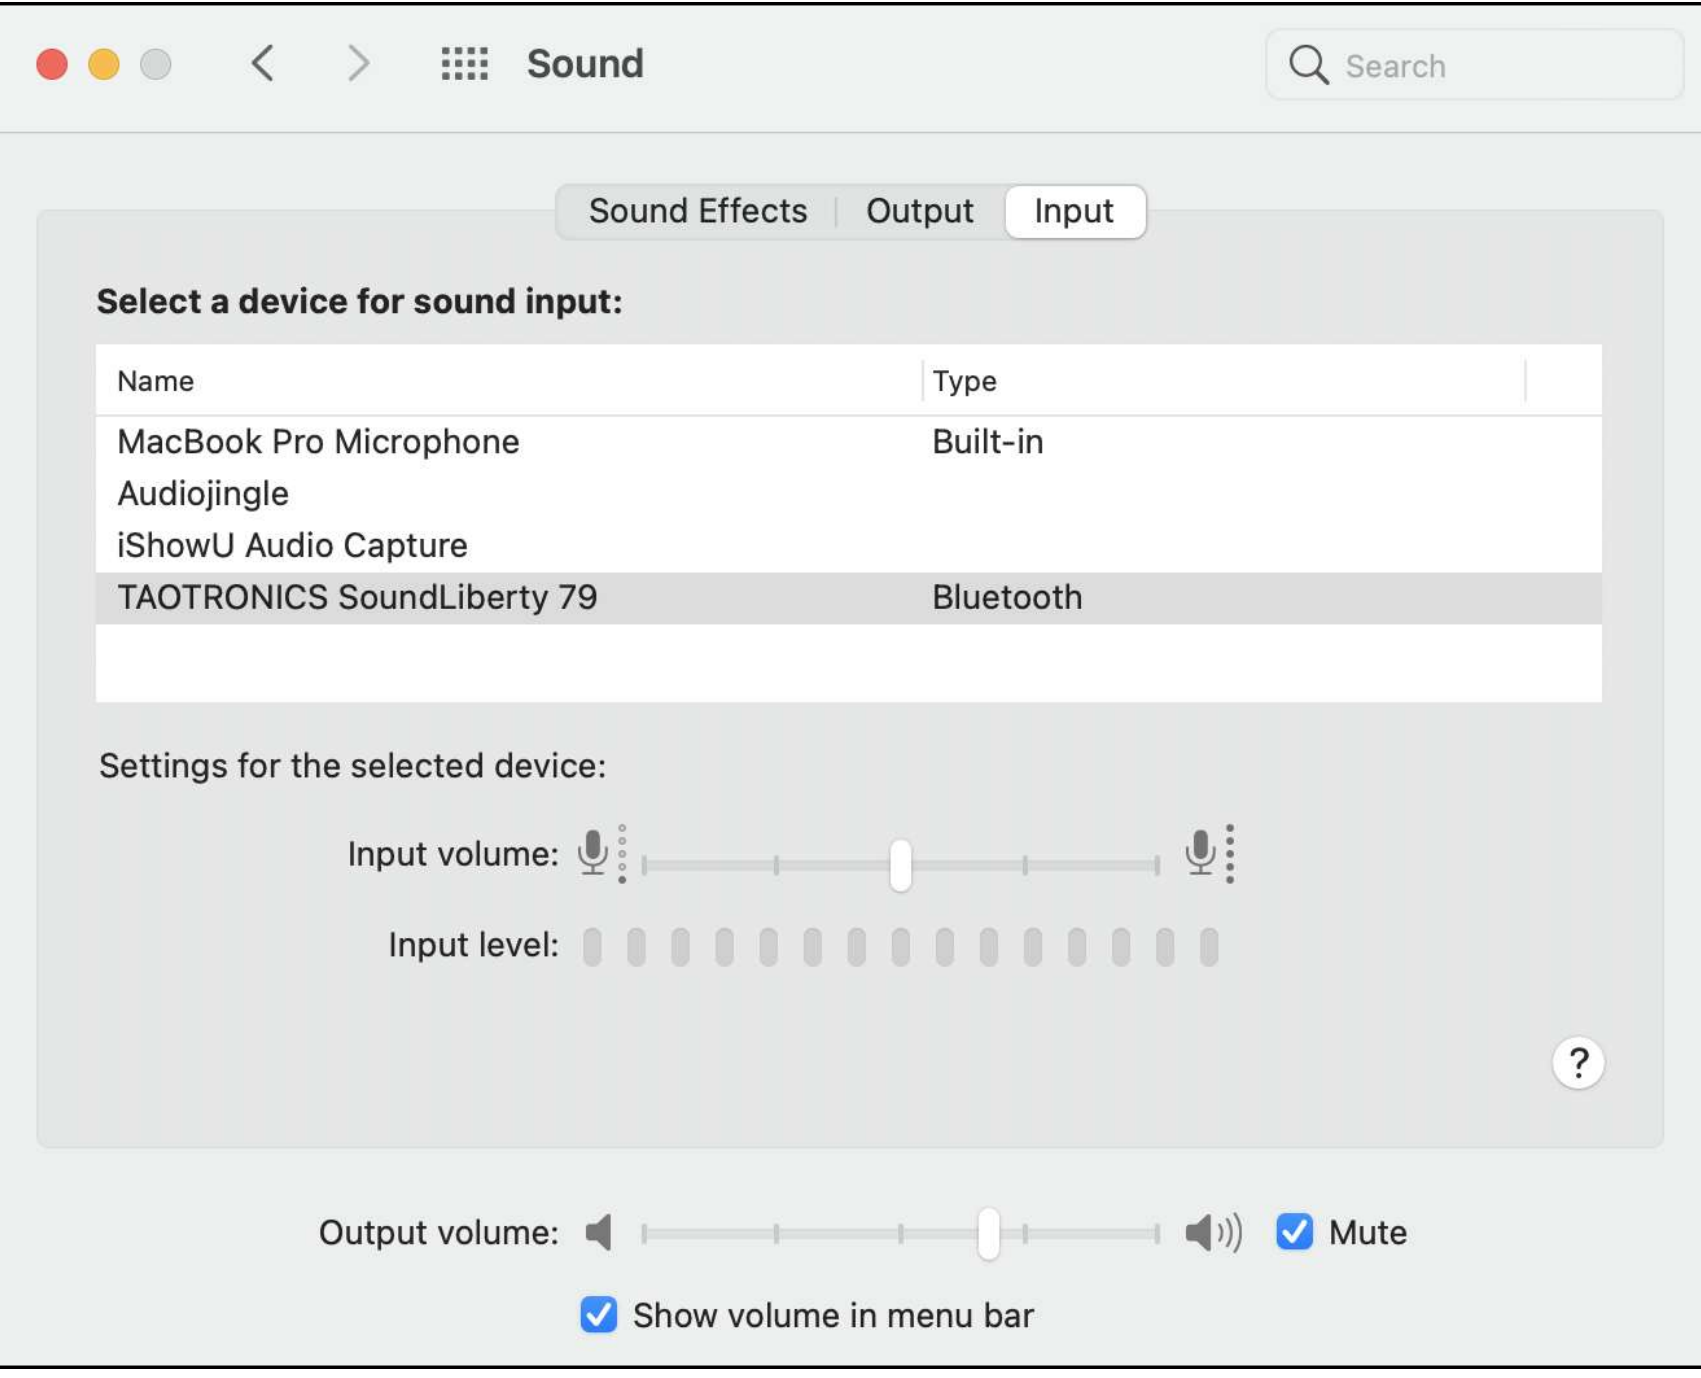 Sound
Search
Sound Effects Output Input
Select a device for sound input:
Name Type
MacBook Pro Microphone Built-in
Audiojingle
iShowU Audio Capture
TAOTRONICS SoundLiberty 79 Bluetooth
Settings for the selected device:
Input volume:
Input level:
?
Output volume: Mute
Show volume in menu bar